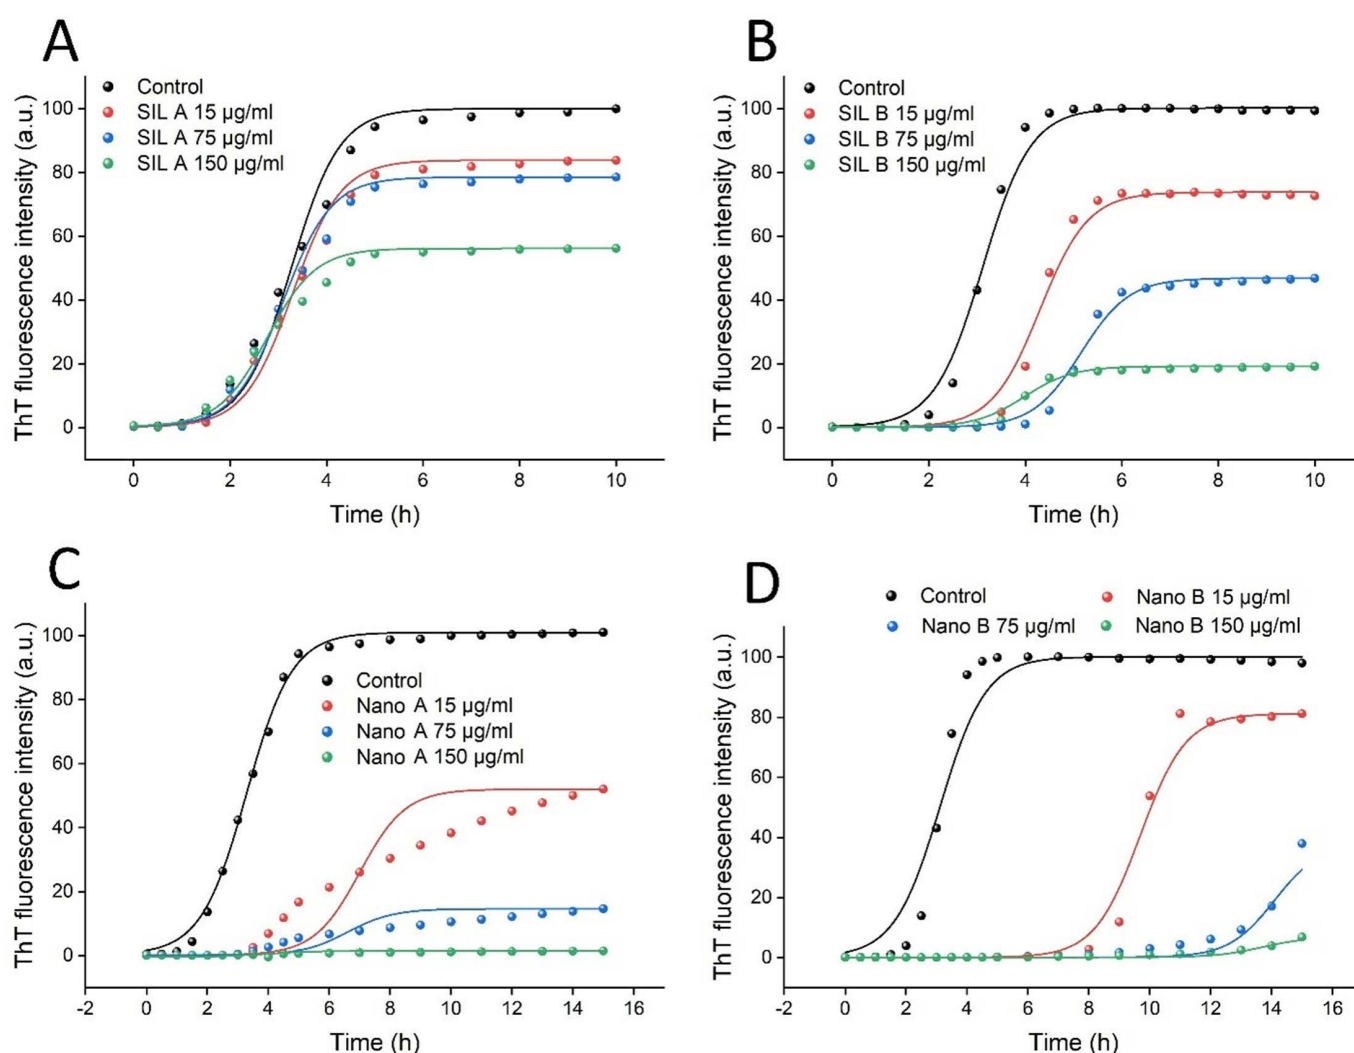 A
ThT fluorescence intensity (a.u.)
100
80
60
40
20
0
Control
SIL A 15 µg/ml
SIL A 75 µg/ml
SIL A 150 µg/ml
0 2 4 6 8 10
Time (h)
B
ThT fluorescence intensity (a.u.)
100
80
60
40
20
0
Control
SIL B 15 µg/ml
SIL B 75 µg/ml
SIL B 150 µg/ml
0 2 4 6 8 10
Time (h)
C
ThT fluorescence intensity (a.u.)
100
80
60
40
20
0
Control
Nano A 15 µg/ml
Nano A 75 µg/ml
Nano A 150 µg/ml
-2 0 2 4 6 8 10 12 14 16
Time (h)
D
Control Nano B 15 µg/ml
Nano B 75 µg/ml Nano B 150 µg/ml
ThT fluorescence intensity (a.u.)
100
80
60
40
20
0
-2 0 2 4 6 8 10 12 14 16
Time (h)